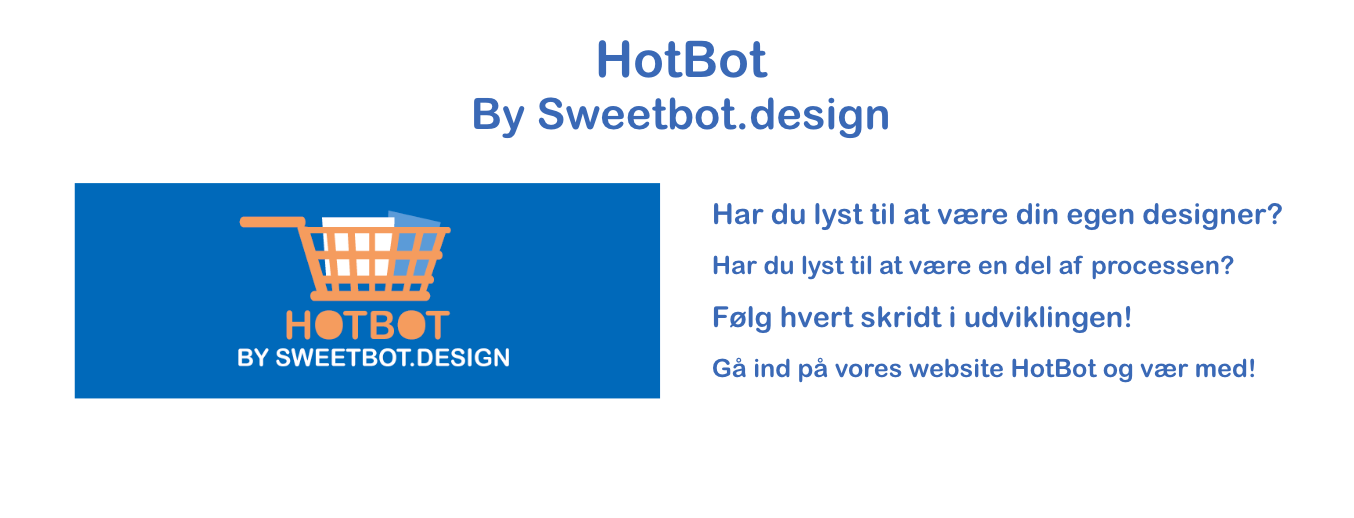 HotBot
By Sweetbot.design
HOTBOT
BY SWEETBOT.DESIGN
Har du lyst til at være din egen designer?
Har du lyst til at være en del af processen?
Følg hvert skridt i udviklingen!
Gå ind på vores website HotBot og vær med!